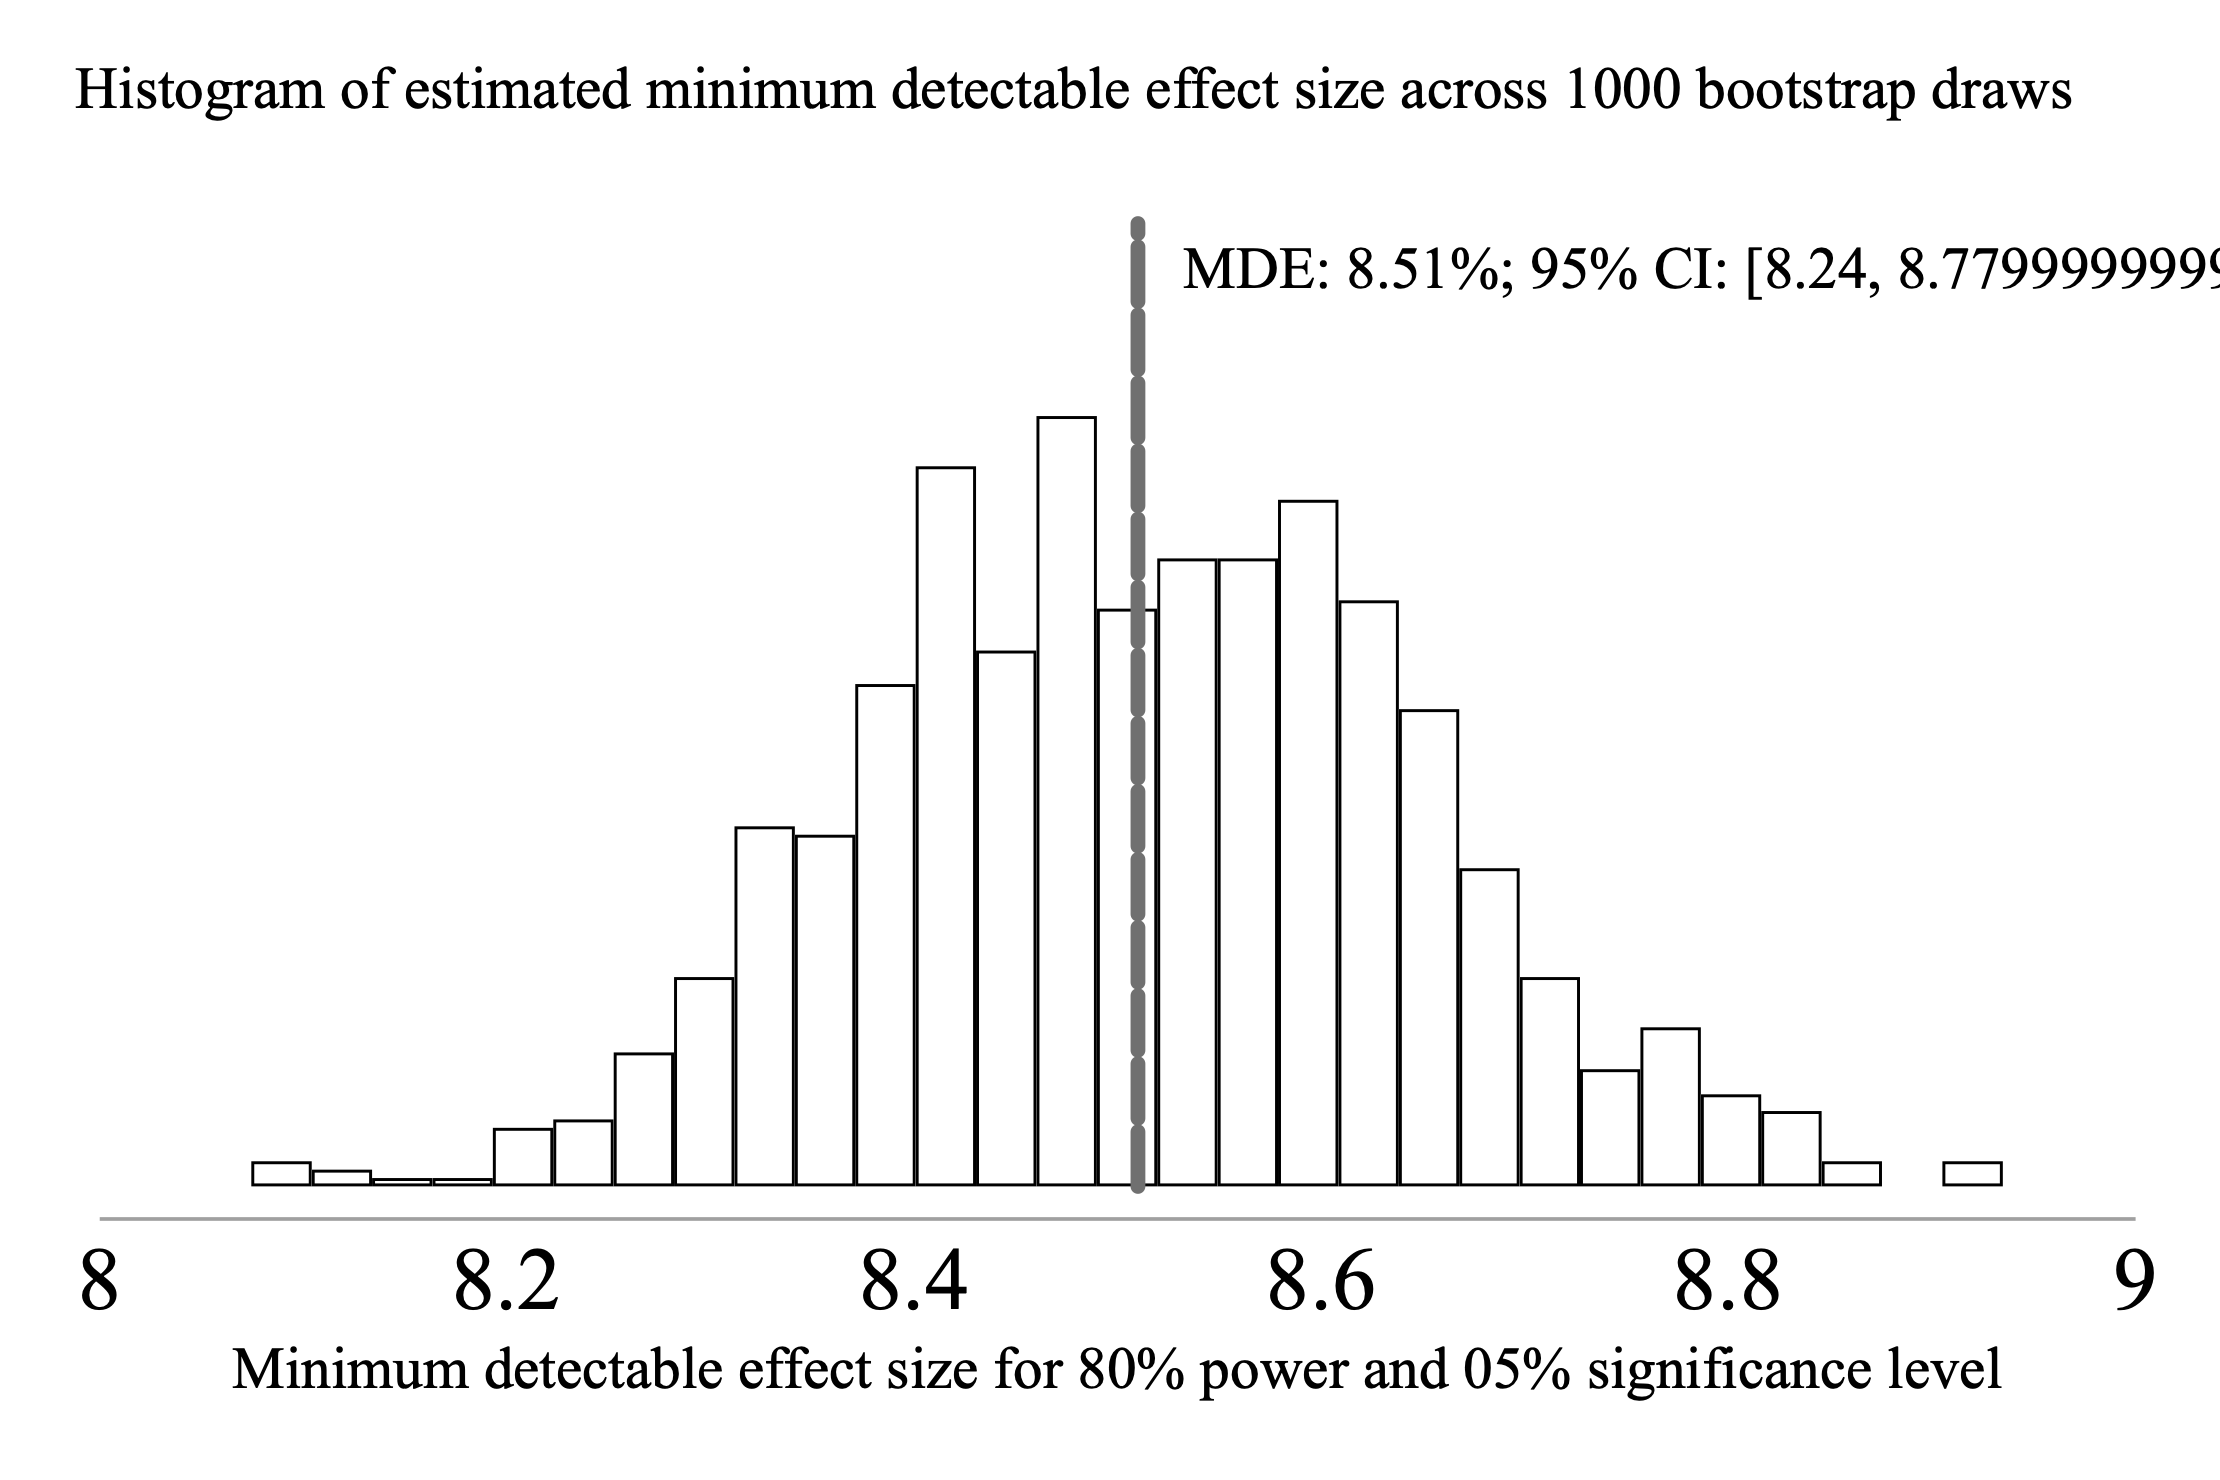 Histogram of estimated minimum detectable effect size across 1000 bootstrap draws
MDE: 8.51%; 95% CI: [8.24, 8.7799999999
8 8.2 8.4 8.6 8.8 9
Minimum detectable effect size for 80% power and 05% significance level